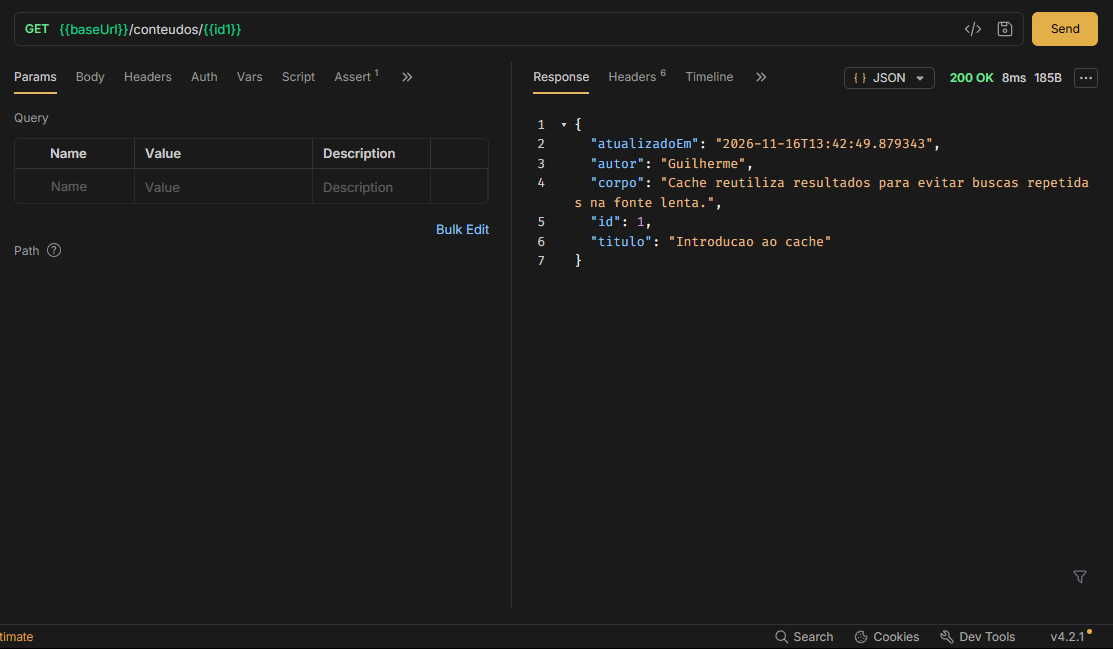 GET {{baseUrl}}/conteudos/{{id1}}
</> Send
Params Body Headers Auth Vars Script Assert 1
Query
Name Value Description
Name Value Description
Bulk Edit
Path ?
Response Headers 6 Timeline
{ } JSON 200 OK 8ms 185B ...
1 {
2 "atualizadoEm": "2026-11-16T13:42:49.879343",
3 "autor": "Guilherme",
4 "corpo": "Cache reutiliza resultados para evitar buscas repetida
s na fonte lenta.",
5 "id": 1,
6 "titulo": "Introducao ao cache"
7 }
timate Search Cookies Dev Tools v4.2.1